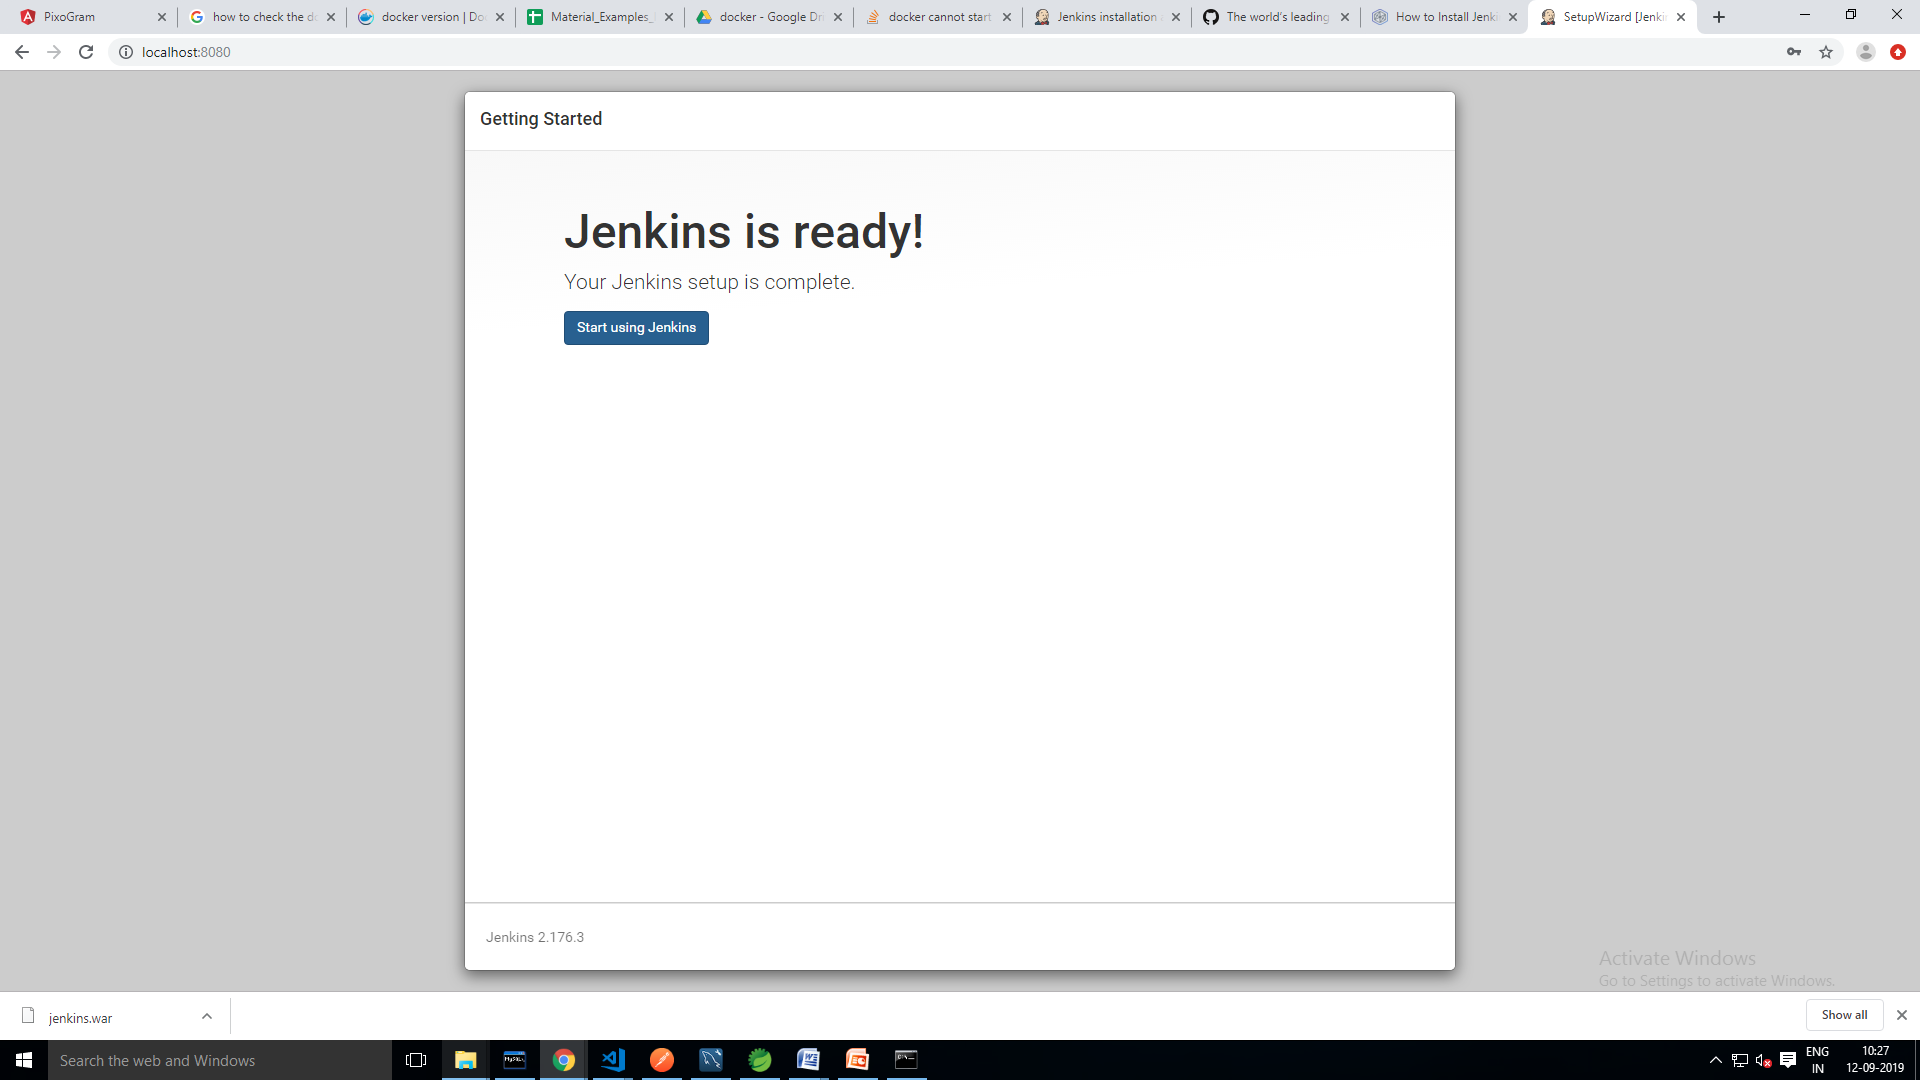 PixoGram
how to check the do
docker version | Do
Material_Examples_
docker - Google Dri
docker cannot start
Jenkins installation
The world's leading
How to Install Jenki
SetupWizard [Jenkin
localhost:8080
Getting Started
Jenkins is ready!
Your Jenkins setup is complete.
Start using Jenkins
Jenkins 2.176.3
Activate Windows
Go to Settings to activate Windows.
jenkins.war
Show all
Search the web and Windows
ENG
IN
10:27
12-09-2019